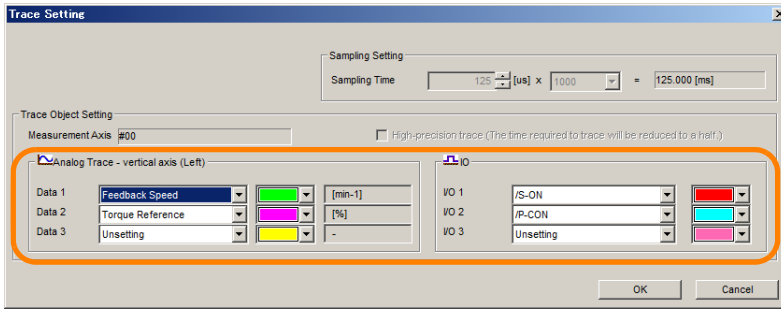 Trace Setting
Sampling Setting
Sampling Time 125 [us] x 1000 = 125.000 [ms]
Trace Object Setting
Measurement Axis #00 High-precision trace (The time required to trace will be reduced to a half.)
Analog Trace - vertical axis (Left) IO
Data 1 Feedback Speed [min-1] I/O 1 /S-ON
Data 2 Torque Reference [%] I/O 2 /P-CON
Data 3 Unsetting - I/O 3 Unsetting
OK Cancel